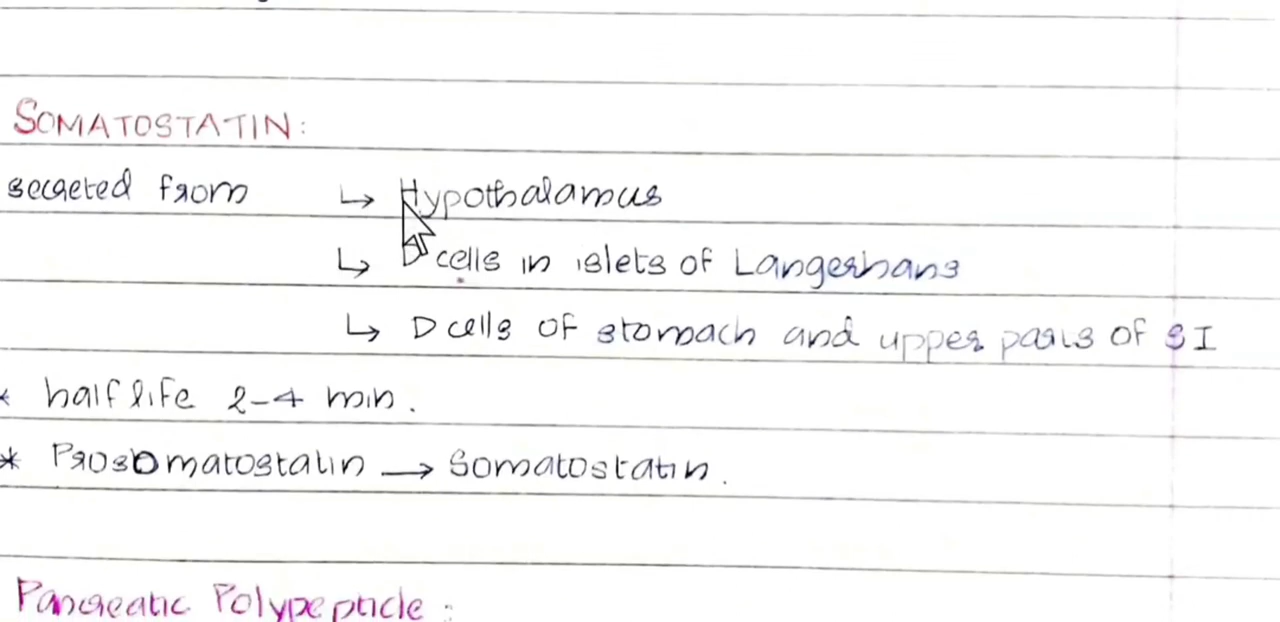 SOMATOSTATIN:
secreted from ↳ Hypothalamus
↳ D cells in islets of Langerhans
↳ D cells of stomach and upper parts of SI
* half life 2-4 min.
* Prosomatostatin → Somatostatin.
Pancreatic Polypeptide: